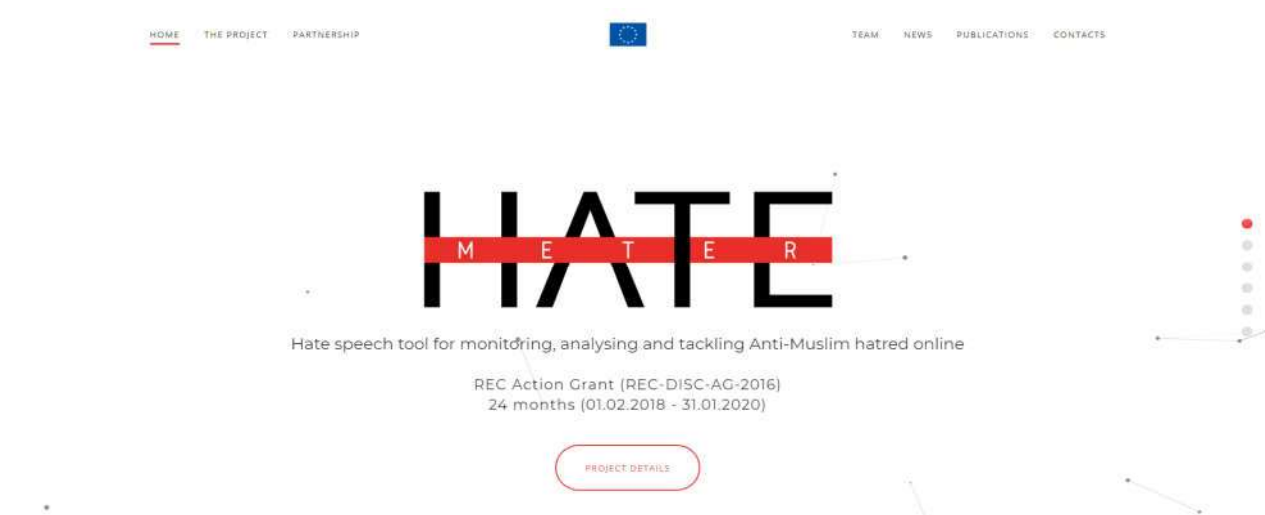 HOME THE PROJECT PARTNERSHIP TEAM NEWS PUBLICATIONS CONTACTS
HATE
METER
Hate speech tool for monitoring, analysing and tackling Anti-Muslim hatred online
REC Action Grant (REC-DISC-AG-2016)
24 months (01.02.2018 - 31.01.2020)
PROJECT DETAILS